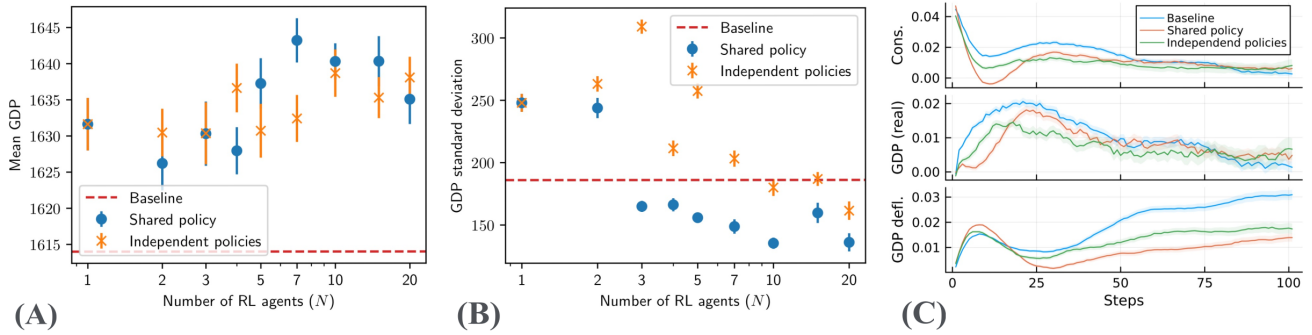 1645
1640
1635
1630
1625
1620
1615
Mean GDP
Baseline
Shared policy
Independent policies
1 2 3 4 5 7 10 15 20
Number of RL agents (N)
(A)
300
250
200
150
GDP standard deviation
Baseline
Shared policy
Independent policies
1 2 3 4 5 7 10 15 20
Number of RL agents (N)
(B)
Baseline
Shared policy
Independend policies
0.04
0.02
0.00
Cons.
0.02
0.01
0.00
GDP (real)
0.03
0.02
0.01
GDP defl.
0 25 50 75 100
Steps
(C)